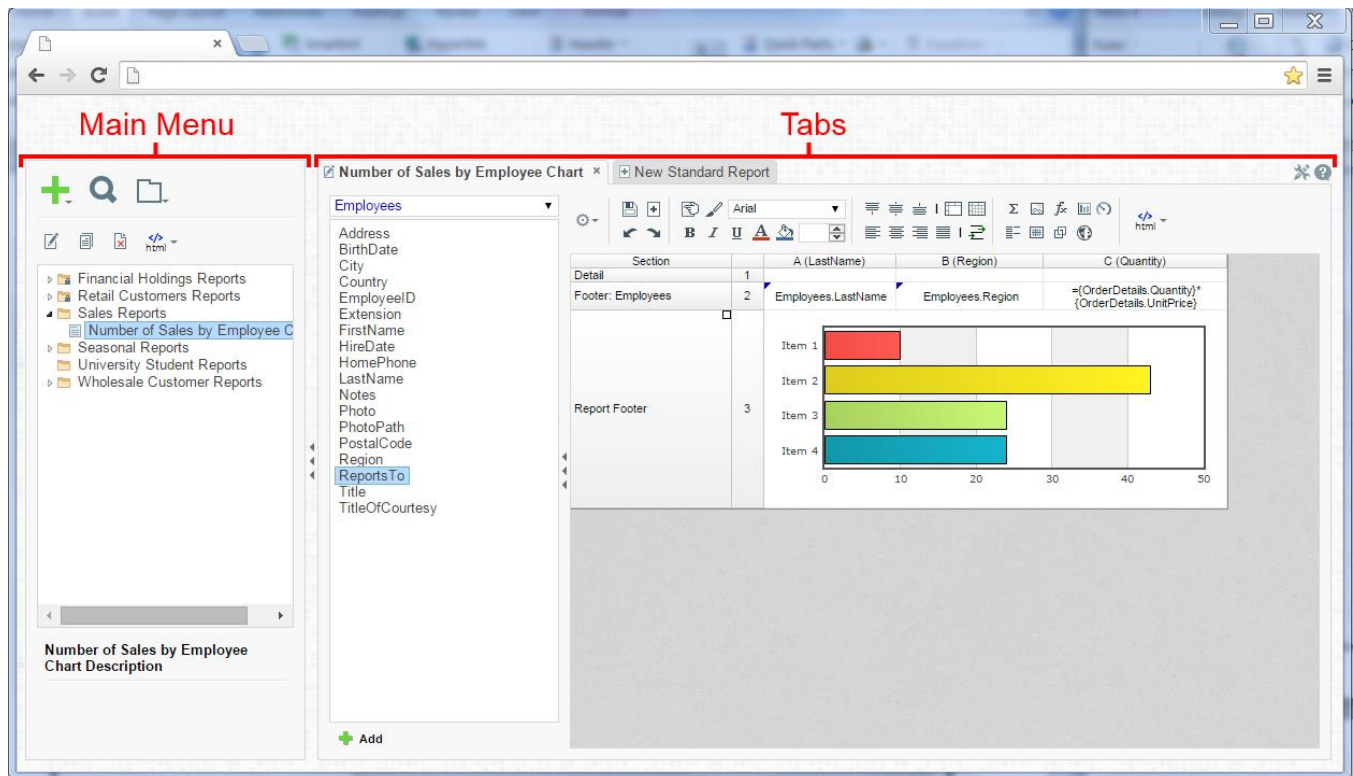 Main Menu
Tabs
Number of Sales by Employee Chart ×
New Standard Report
html
Financial Holdings Reports
Retail Customers Reports
Sales Reports
Number of Sales by Employee C
Seasonal Reports
University Student Reports
Wholesale Customer Reports
Number of Sales by Employee
Chart Description
Employees
Address
BirthDate
City
Country
EmployeeID
Extension
FirstName
HireDate
HomePhone
LastName
Notes
Photo
PhotoPath
PostalCode
Region
ReportsTo
Title
TitleOfCourtesy
Add
Arial
Σ fx
B I U A
</>
html
Section A (LastName) B (Region) C (Quantity)
Detail 1
Footer: Employees 2 Employees.LastName Employees.Region ={OrderDetails.Quantity}*
{OrderDetails.UnitPrice}
Report Footer 3
Item 1
Item 2
Item 3
Item 4
0 10 20 30 40 50